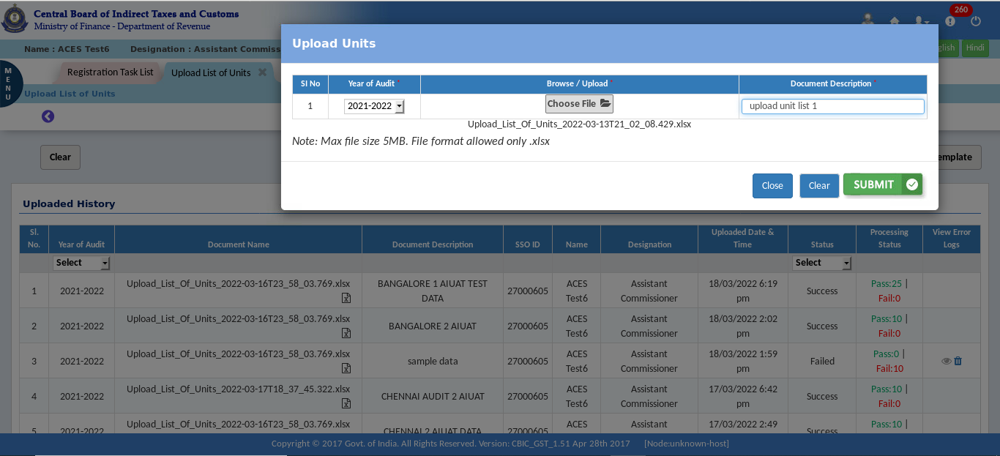 Central Board of Indirect Taxes and Customs
Ministry of Finance - Department of Revenue
260
Name : ACES Test6 Designation : Assistant Commiss
glish Hindi
MENU
Registration Task List Upload List of Units
Upload List of Units
Clear
emplate
Upload Units
Sl No Year of Audit * Browse / Upload * Document Description *
1 2021-2022 Choose File upload unit list 1
Upload_List_Of_Units_2022-03-13T21_02_08.429.xlsx
Note: Max file size 5MB. File format allowed only .xlsx
Close Clear SUBMIT
Uploaded History
Sl. No. Year of Audit Document Name Document Description SSO ID Name Designation Uploaded Date & Time Status Processing Status View Error Logs
Select Select
1 2021-2022 Upload_List_Of_Units_2022-03-16T23_58_03.769.xlsx BANGALORE 1 AIUAT TEST DATA 27000605 ACES Test6 Assistant Commissioner 18/03/2022 6:19 pm Success Pass:25 | Fail:0
2 2021-2022 Upload_List_Of_Units_2022-03-16T23_58_03.769.xlsx BANGALORE 2 AIUAT 27000605 ACES Test6 Assistant Commissioner 18/03/2022 2:02 pm Success Pass:10 | Fail:0
3 2021-2022 Upload_List_Of_Units_2022-03-16T23_58_03.769.xlsx sample data 27000605 ACES Test6 Assistant Commissioner 18/03/2022 1:59 pm Failed Pass:0 | Fail:10
4 2021-2022 Upload_List_Of_Units_2022-03-17T18_37_45.322.xlsx CHENNAI AUDIT 2 AIUAT 27000605 ACES Test6 Assistant Commissioner 17/03/2022 6:42 pm Success Pass:10 | Fail:0
5 2021-2022 Upload_List_Of_Units_2022-03-16T23_58_03.769.xlsx CHENNAI 2 AIUAT DATA 27000605 ACES Assistant 17/03/2022 2:49 Success Pass:10 |
Copyright © 2017 Govt. of India. All Rights Reserved. Version: CBIC_GST_1.51 Apr 28th 2017 [Node:unknown-host]